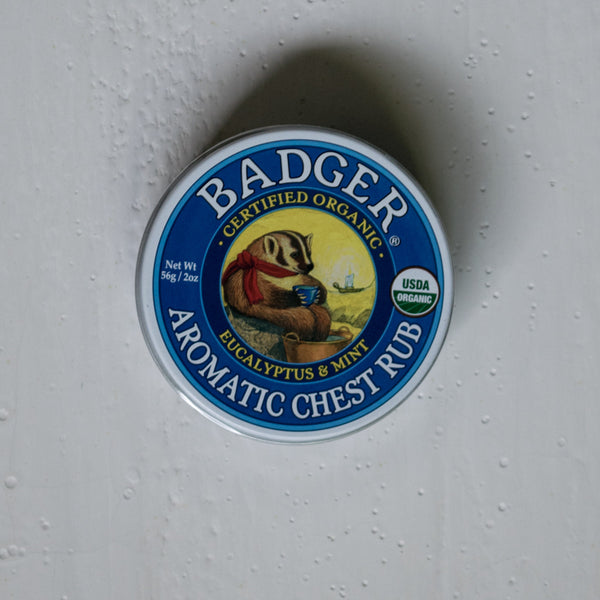 BADGER®
· CERTIFIED ORGANIC ·
Net Wt
56g / 2oz
USDA
ORGANIC
EUCALYPTUS & MINT
AROMATIC CHEST RUB